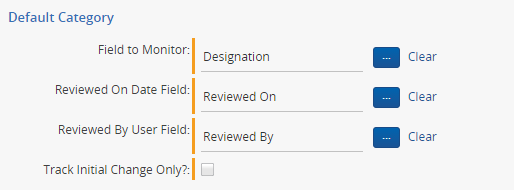 Default Category
Field to Monitor: Designation ... Clear
Reviewed On Date Field: Reviewed On ... Clear
Reviewed By User Field: Reviewed By ... Clear
Track Initial Change Only?: